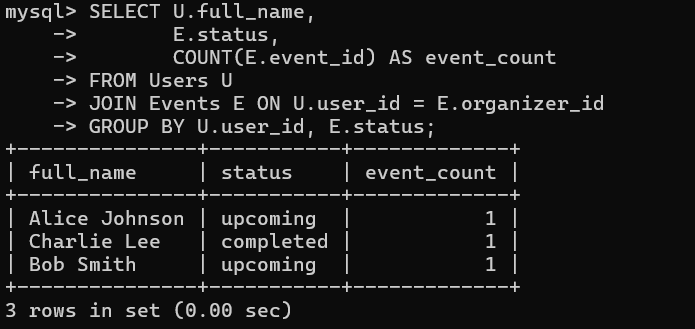 mysql> SELECT U.full_name,
    ->        E.status,
    ->        COUNT(E.event_id) AS event_count
    -> FROM Users U
    -> JOIN Events E ON U.user_id = E.organizer_id
    -> GROUP BY U.user_id, E.status;
+---------------+-----------+-------------+
| full_name     | status    | event_count |
+---------------+-----------+-------------+
| Alice Johnson | upcoming  |           1 |
| Charlie Lee   | completed |           1 |
| Bob Smith     | upcoming  |           1 |
+---------------+-----------+-------------+
3 rows in set (0.00 sec)